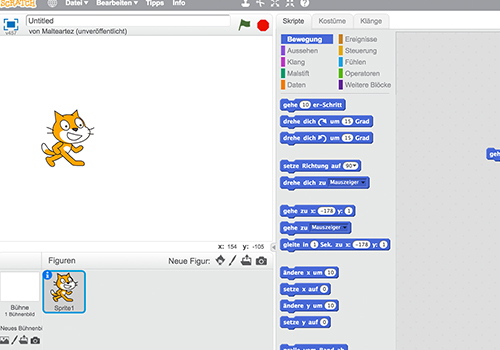 SCRATCH Datei Bearbeiten Tipps Info
v457
Untitled
von Malteartez (unveröffentlicht)
Skripte Kostüme Klänge
Bewegung Ereignisse
Aussehen Steuerung
Klang Fühlen
Malstift Operatoren
Daten Weitere Blöcke
gehe 10 er-Schritt
drehe dich um 15 Grad
drehe dich um 15 Grad
setze Richtung auf 90
drehe dich zu Mauszeiger
gehe zu x: -178 y: 1
gehe zu Mauszeiger
gleite in 1 Sek. zu x: -178 y: 1
ändere x um 10
setze x auf 0
ändere y um 10
setze y auf 0
geh
x: 154 y: -105
Figuren Neue Figur:
Bühne
1 Bühnenbild
Sprite1
Neues Bühnenbi